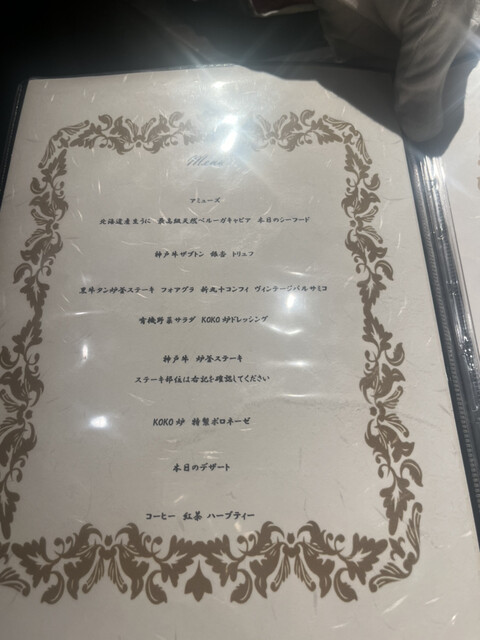 Menu
アミューズ
北海道産生うに 最高級天然ベルーガキャビア 本日のシーフード
神戸牛ザブトン 銀杏 トリュフ
黒牛タン炉釜ステーキ フォアグラ 新丸十コンフィ ヴィンテージバルサミコ
有機野菜サラダ KOKO炉ドレッシング
神戸牛 炉釜ステーキ
ステーキ部位は右記を確認してください
KOKO炉 特製ボロネーゼ
本日のデザート
コーヒー 紅茶 ハーブティー